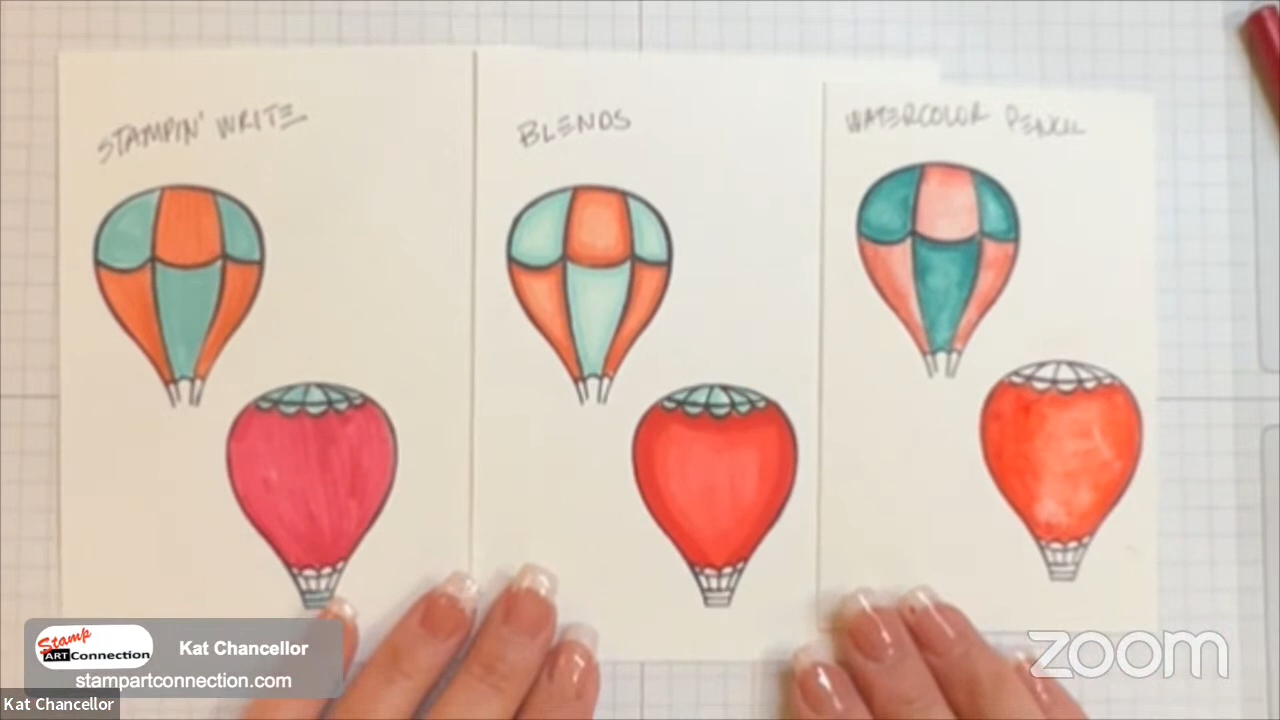 STAMPIN' WRITE
BLENDS
WATERCOLOR PENCIL
Stamp
ART Connection
Kat Chancellor
stampartconnection.com
Kat Chancellor
zoom